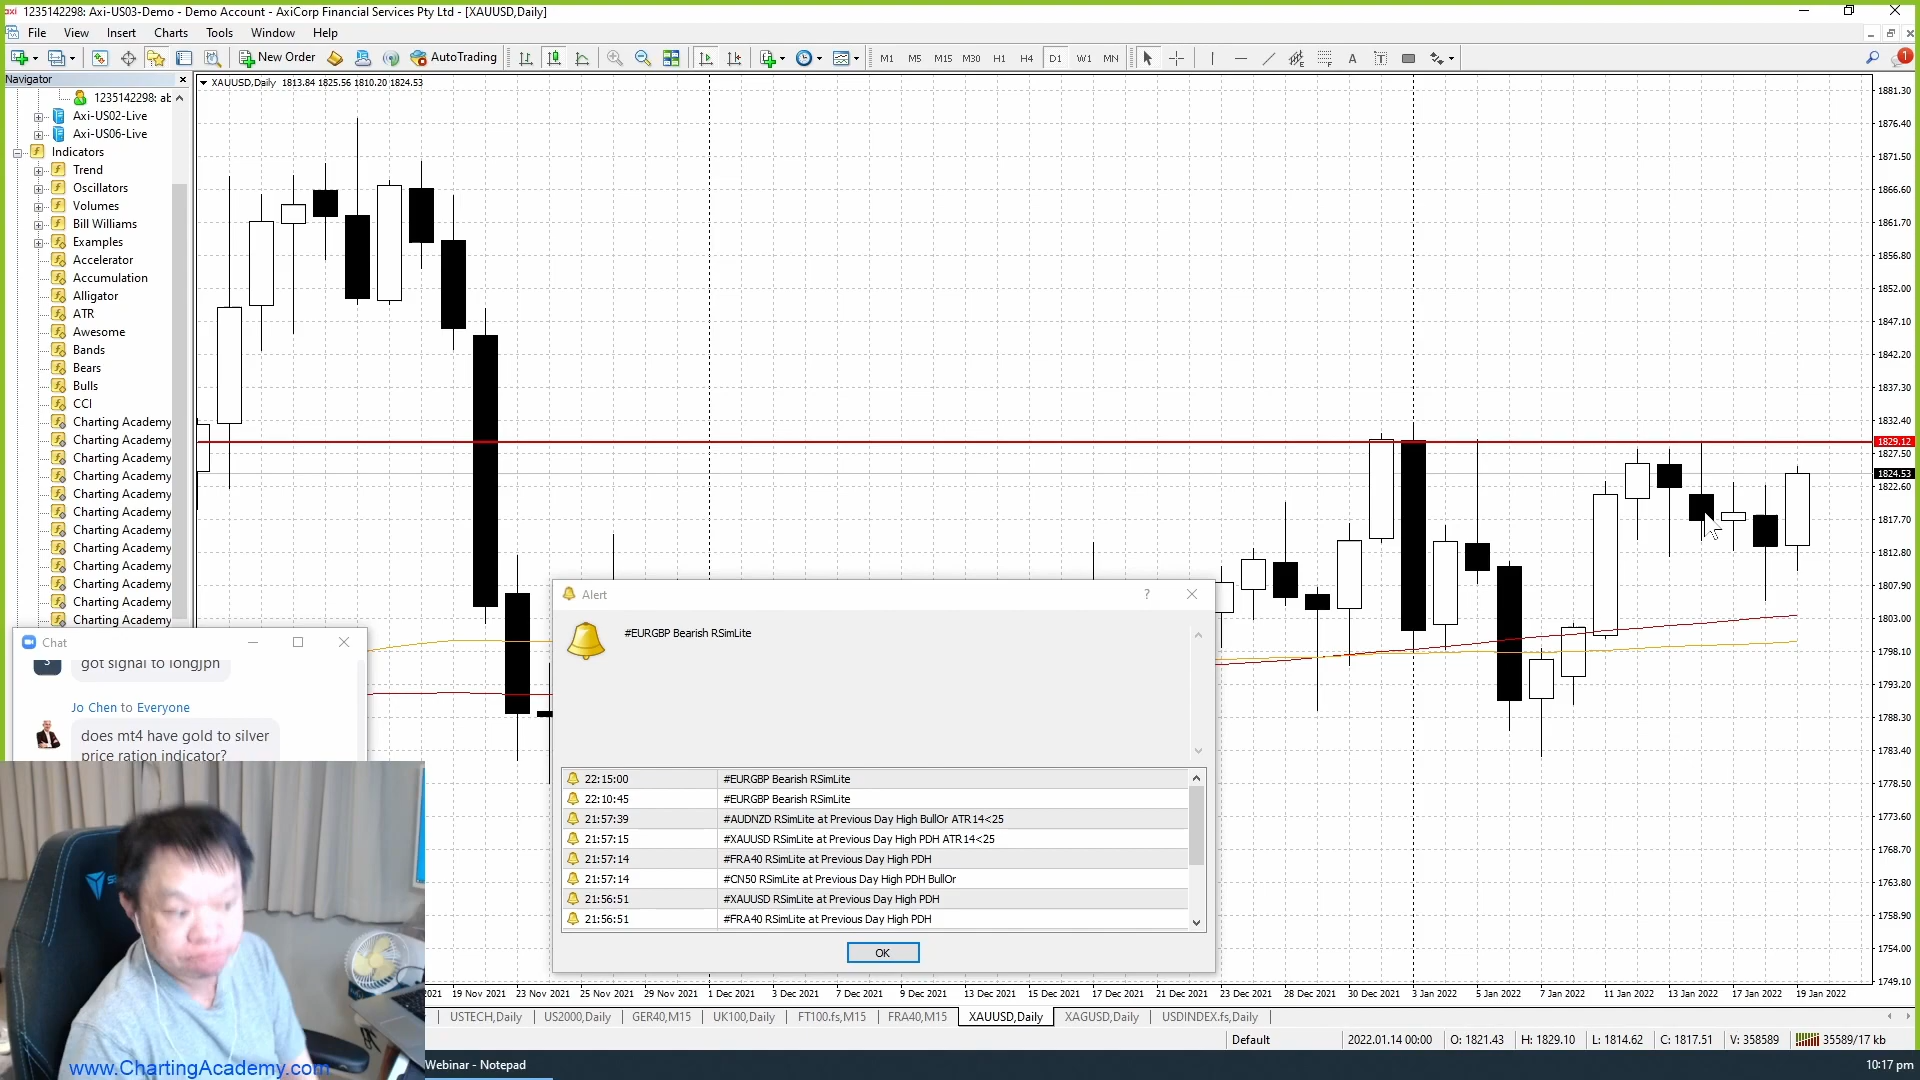 1235142298: Axi-US03-Demo - Demo Account - AxiCorp Financial Services Pty Ltd - [XAUUSD,Daily]
File View Insert Charts Tools Window Help
New Order AutoTrading M1 M5 M15 M30 H1 H4 D1 W1 MN A T 1
Navigator
XAUUSD,Daily 1813.84 1825.56 1810.20 1824.53
1235142298: ab
Axi-US02-Live
Axi-US06-Live
Indicators
Trend
Oscillators
Volumes
Bill Williams
Examples
Accelerator
Accumulation
Alligator
ATR
Awesome
Bands
Bears
Bulls
CCI
Charting Academy
Charting Academy
Charting Academy
Charting Academy
Charting Academy
Charting Academy
Charting Academy
Charting Academy
Charting Academy
Charting Academy
Charting Academy
Charting Academy
1881.30
1876.40
1871.50
1866.60
1861.70
1856.80
1852.00
1847.10
1842.20
1837.30
1832.40
1829.12
1827.50
1824.53
1822.60
1817.70
1812.80
1807.90
1803.00
1798.10
1793.20
1788.30
1783.40
1778.50
1773.60
1768.70
1763.80
1758.90
1754.00
1749.10
Chat
got signal to longjpn
Jo Chen to Everyone
does mt4 have gold to silver
price ration indicator?
Alert
#EURGBP Bearish RSimLite
22:15:00 #EURGBP Bearish RSimLite
22:10:45 #EURGBP Bearish RSimLite
21:57:39 #AUDNZD RSimLite at Previous Day High BullOr ATR14<25
21:57:15 #XAUUSD RSimLite at Previous Day High PDH ATR14<25
21:57:14 #FRA40 RSimLite at Previous Day High PDH
21:57:14 #CN50 RSimLite at Previous Day High PDH BullOr
21:56:51 #XAUUSD RSimLite at Previous Day High PDH
21:56:51 #FRA40 RSimLite at Previous Day High PDH
OK
2021 19 Nov 2021 23 Nov 2021 25 Nov 2021 29 Nov 2021 1 Dec 2021 3 Dec 2021 7 Dec 2021 9 Dec 2021 13 Dec 2021 15 Dec 2021 17 Dec 2021 21 Dec 2021 23 Dec 2021 28 Dec 2021 30 Dec 2021 3 Jan 2022 5 Jan 2022 7 Jan 2022 11 Jan 2022 13 Jan 2022 17 Jan 2022 19 Jan 2022
USTECH,Daily US2000,Daily GER40,M15 UK100,Daily FT100.fs,M15 FRA40,M15 XAUUSD,Daily XAGUSD,Daily USDINDEX.fs,Daily
Default 2022.01.14 00:00 O: 1821.43 H: 1829.10 L: 1814.62 C: 1817.51 V: 358589 35589/17 kb
www.ChartingAcademy.com
Webinar - Notepad
10:17 pm